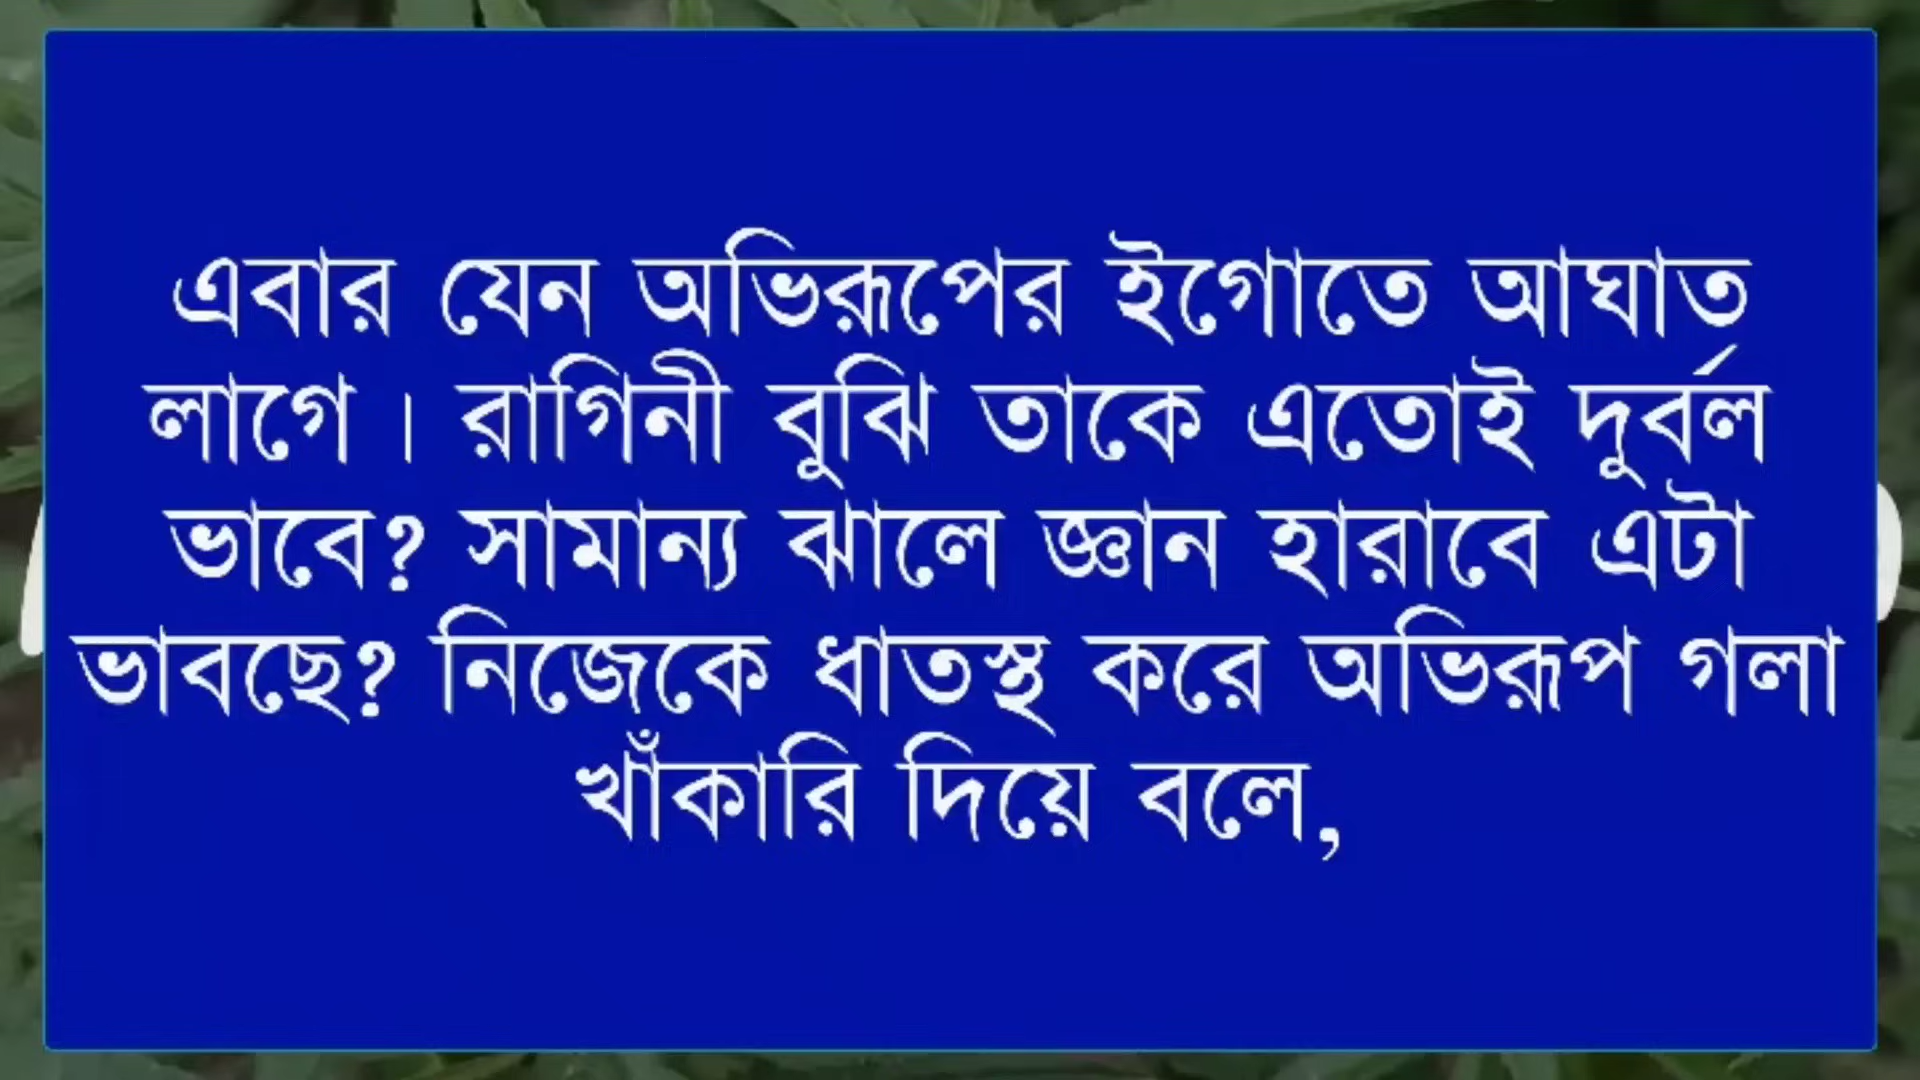 এবার যেন অভিরূপের ইগোতে আঘাত
লাগে। রাগিনী বুঝি তাকে এতোই দুর্বল
ভাবে? সামান্য ঝালে জ্ঞান হারাবে এটা
ভাবছে? নিজেকে ধাতস্থ করে অভিরূপ গলা
খাঁকারি দিয়ে বলে,